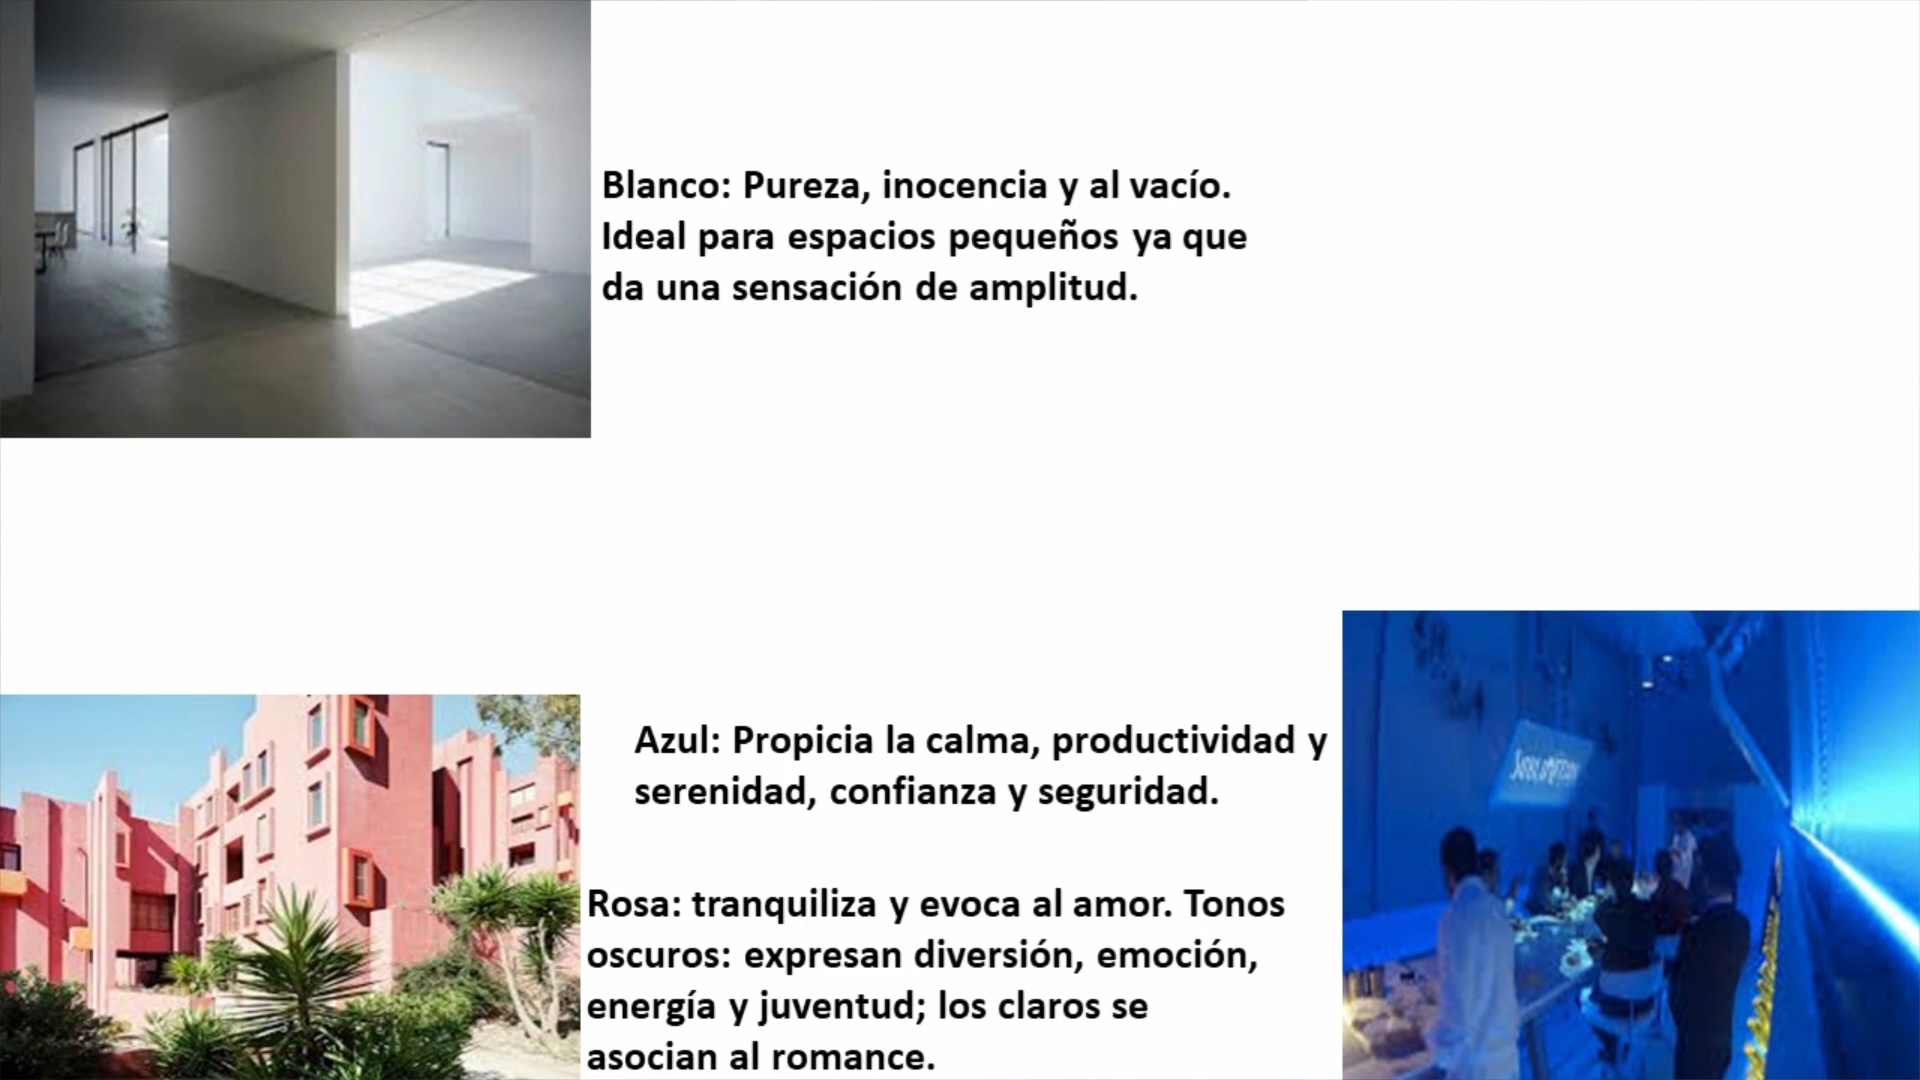 Blanco: Pureza, inocencia y al vacío.
Ideal para espacios pequeños ya que
da una sensación de amplitud.
Azul: Propicia la calma, productividad y
serenidad, confianza y seguridad.
Rosa: tranquiliza y evoca al amor. Tonos
oscuros: expresan diversión, emoción,
energía y juventud; los claros se
asocian al romance.